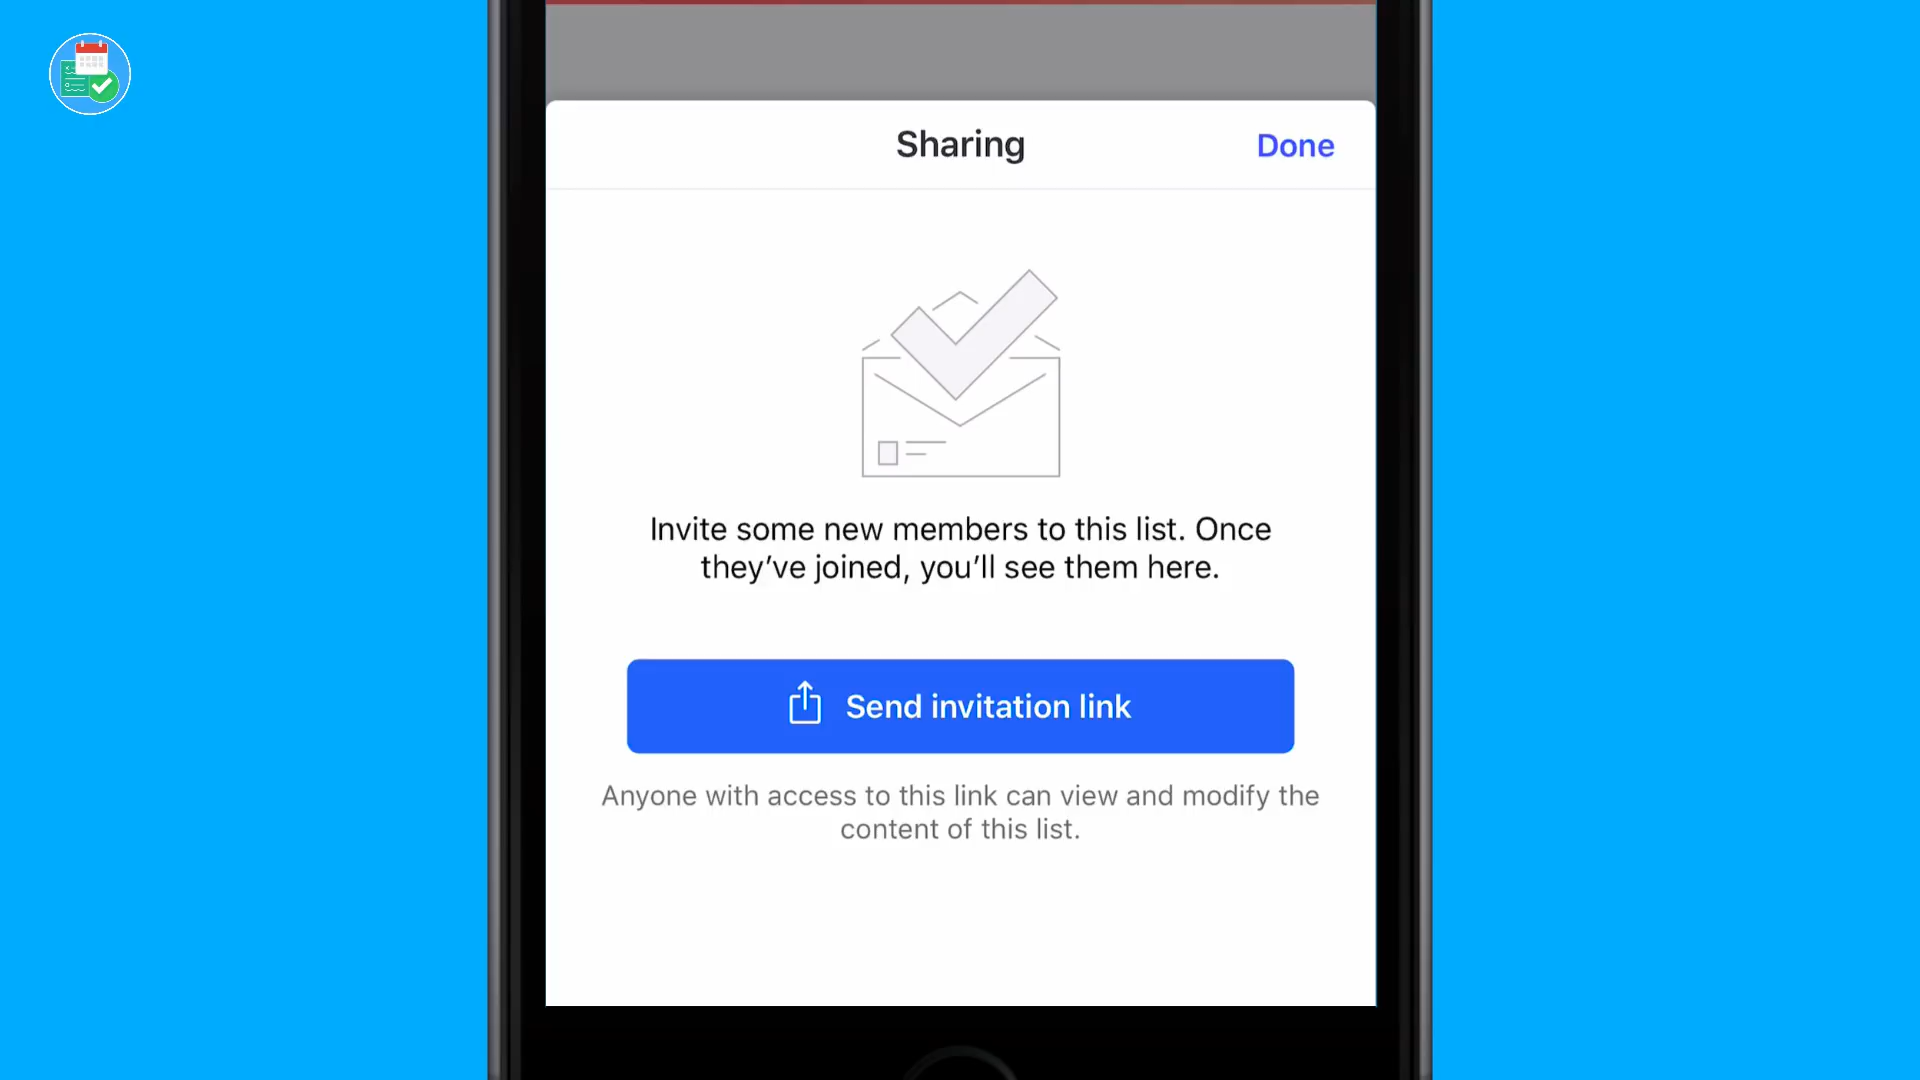 Sharing
Done
Invite some new members to this list. Once
they’ve joined, you’ll see them here.
Send invitation link
Anyone with access to this link can view and modify the
content of this list.